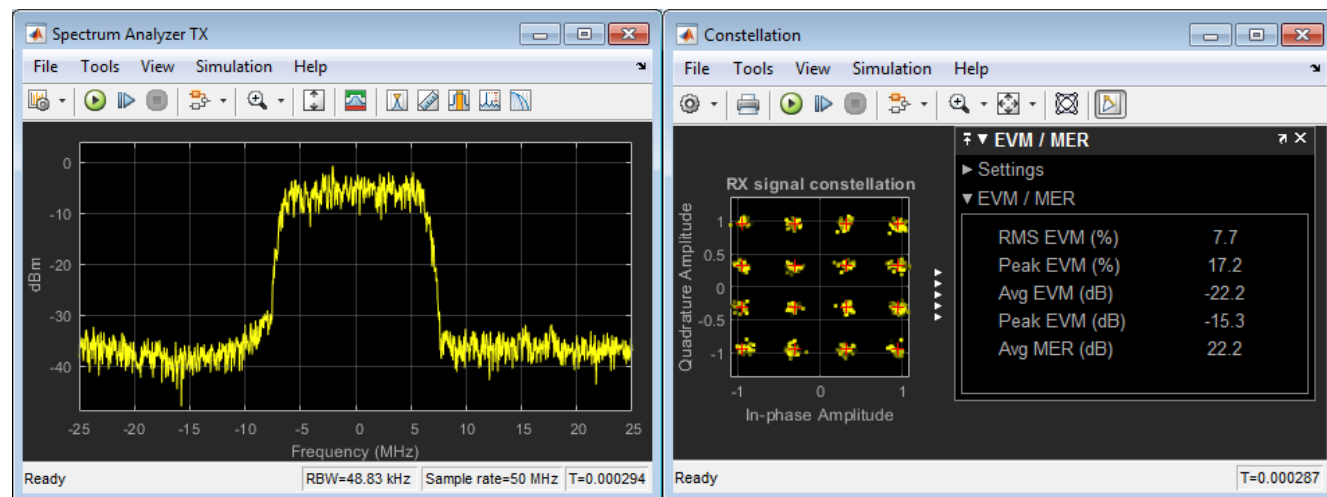 Spectrum Analyzer TX
File Tools View Simulation Help
0
-10
-20
-30
-40
dBm
-25 -20 -15 -10 -5 0 5 10 15 20 25
Frequency (MHz)
Ready RBW=48.83 kHz Sample rate=50 MHz T=0.000294
Constellation
File Tools View Simulation Help
RX signal constellation
Quadrature Amplitude
1
0.5
0
-0.5
-1
-1 0 1
In-phase Amplitude
EVM / MER
Settings
EVM / MER
RMS EVM (%) 7.7
Peak EVM (%) 17.2
Avg EVM (dB) -22.2
Peak EVM (dB) -15.3
Avg MER (dB) 22.2
Ready T=0.000287